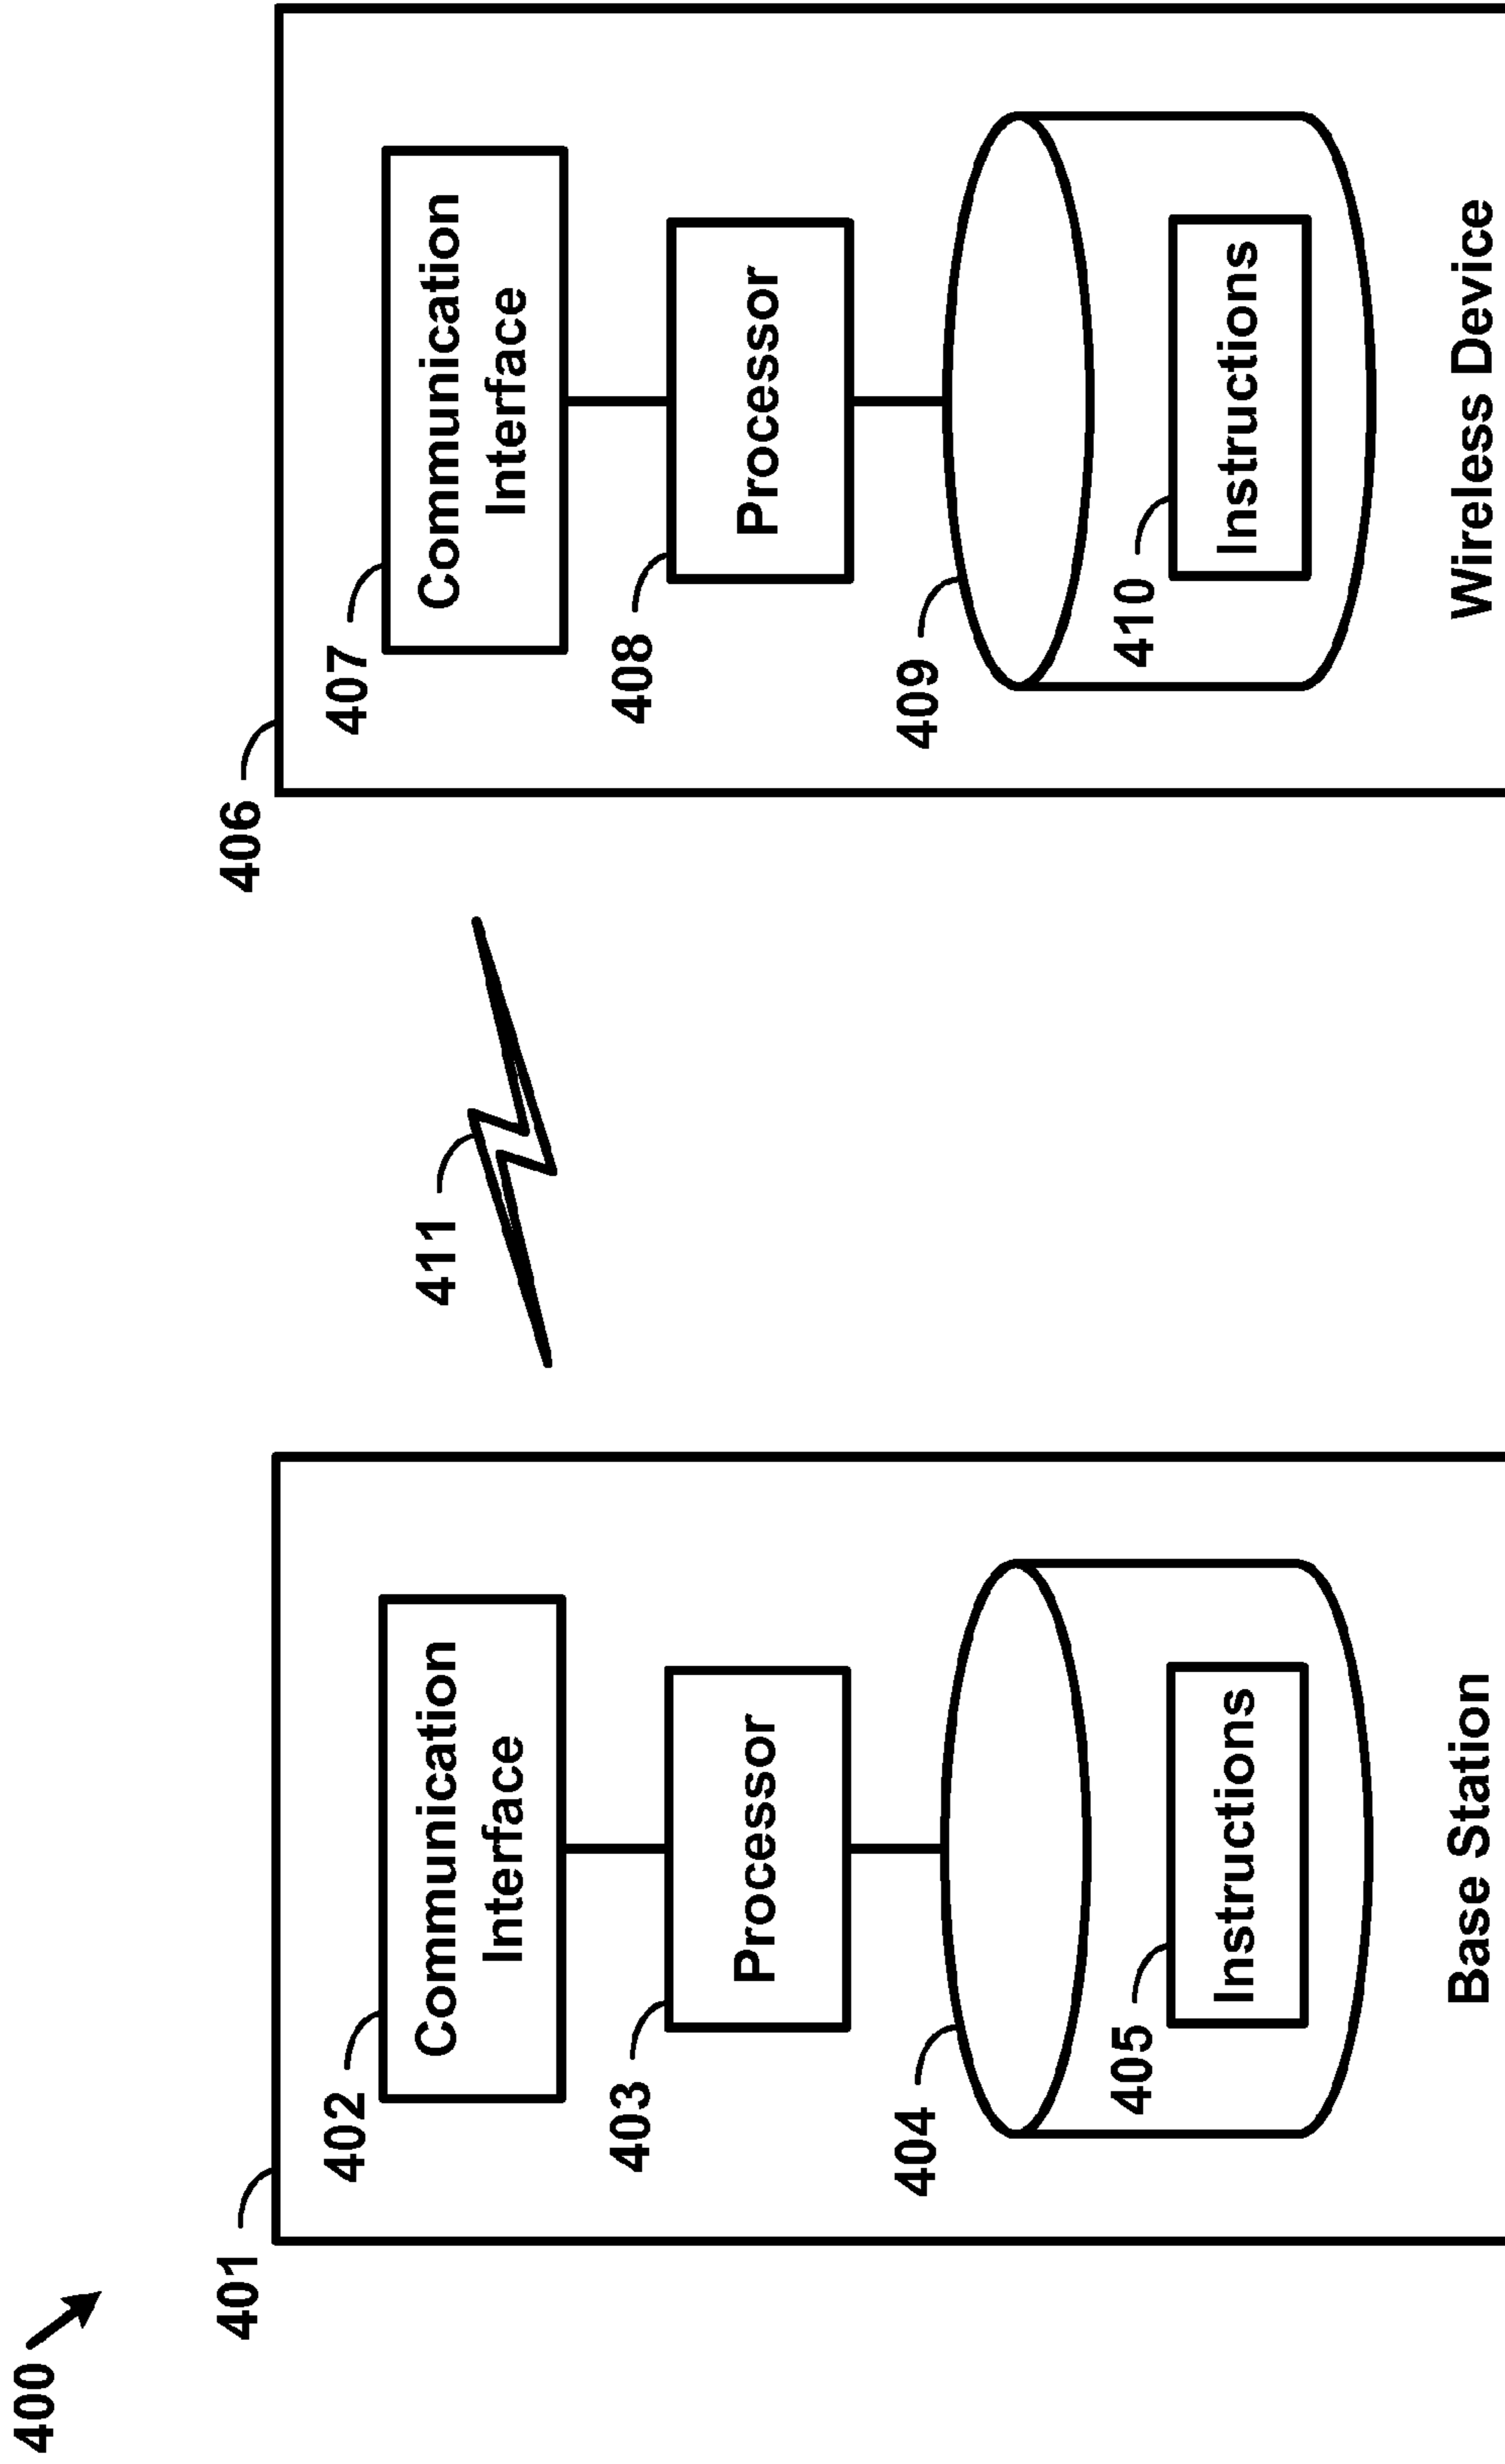 400
401
402
Communication
Interface
403
Processor
404
405
Instructions
Base Station
411
406
407
Communication
Interface
408
Processor
409
410
Instructions
Wireless Device